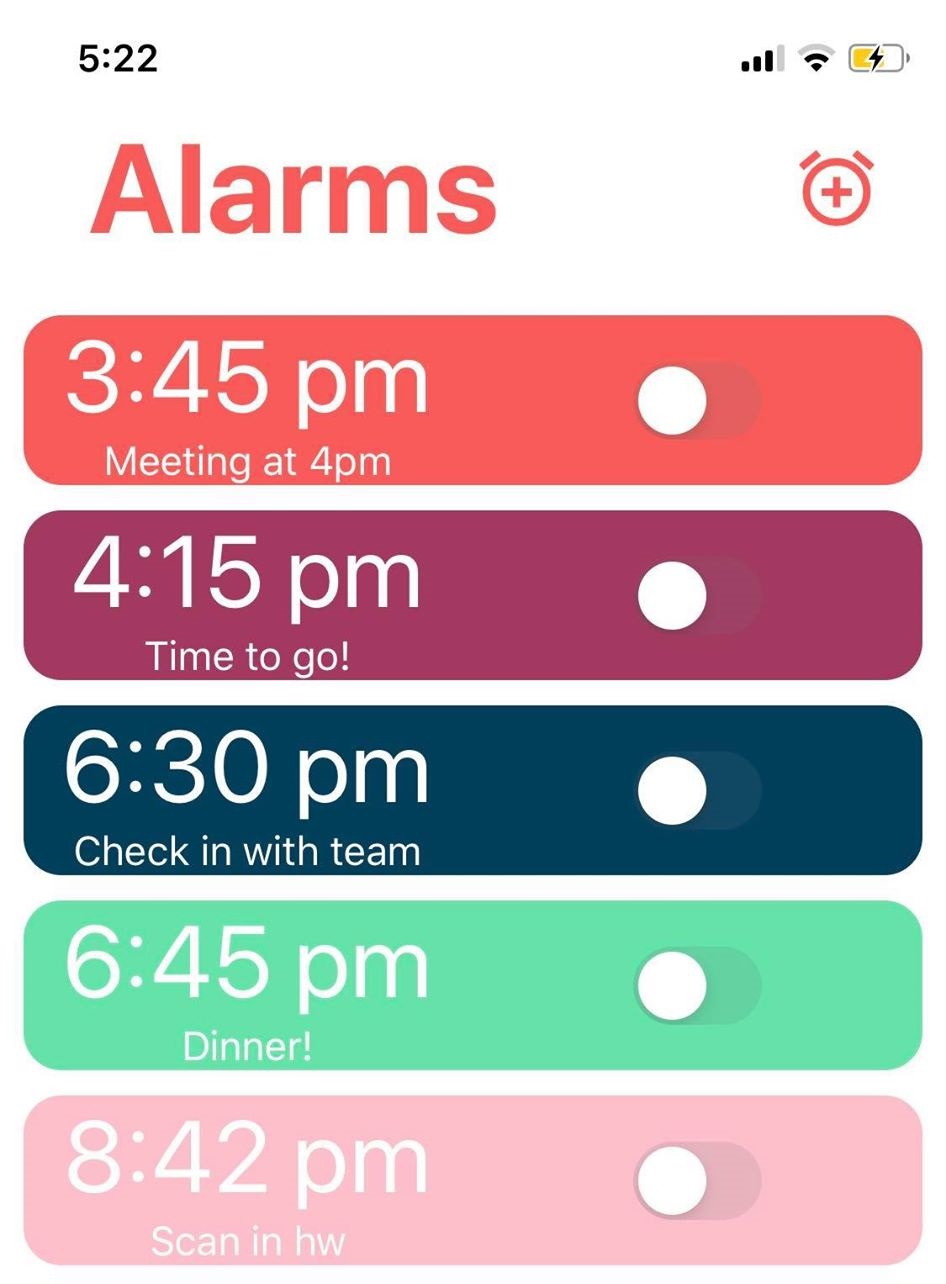 5:22
Alarms
3:45 pm
Meeting at 4pm
4:15 pm
Time to go!
6:30 pm
Check in with team
6:45 pm
Dinner!
8:42 pm
Scan in hw